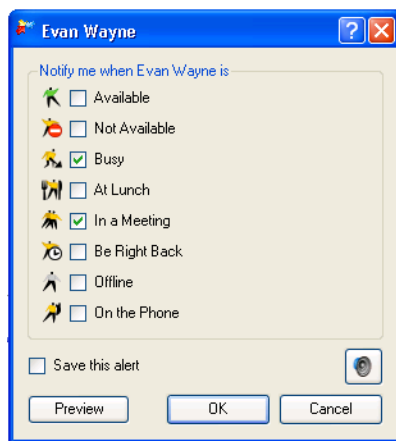 Evan Wayne
Notify me when Evan Wayne is
Available
Not Available
Busy
At Lunch
In a Meeting
Be Right Back
Offline
On the Phone
Save this alert
Preview OK Cancel